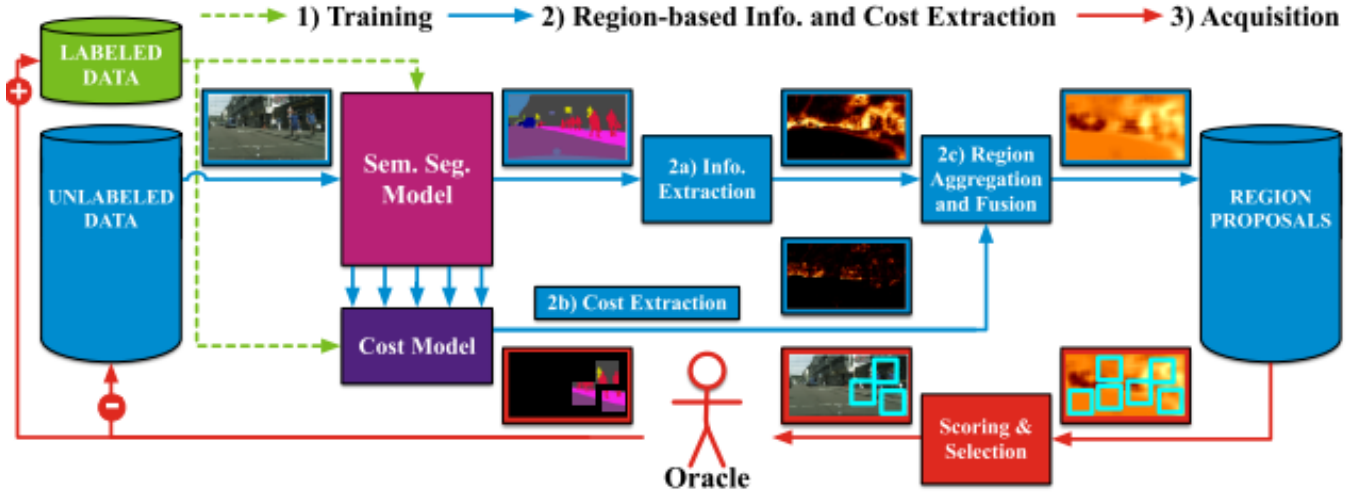 1) Training
2) Region-based Info. and Cost Extraction
3) Acquisition
LABELED
DATA
UNLABELED
DATA
Sem. Seg.
Model
2a) Info.
Extraction
2c) Region
Aggregation
and Fusion
REGION
PROPOSALS
2b) Cost Extraction
Cost Model
Scoring &
Selection
Oracle